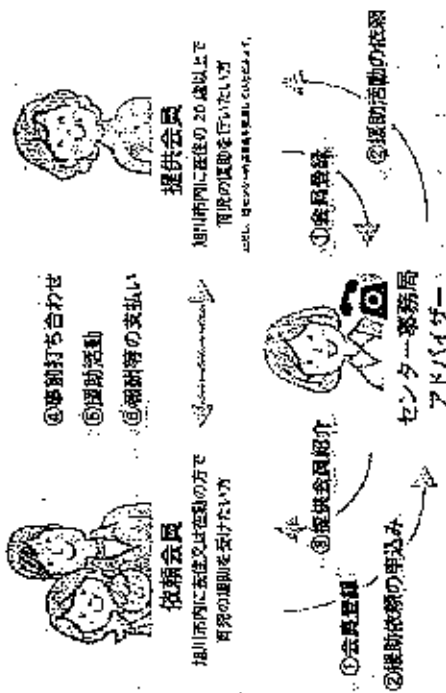 依頼会員
旭川市内に在住又は在勤の方で
育児の援助を受けたい方
④事前打ち合わせ
⑤援助活動
⑥報酬等の支払い
提供会員
旭川市内に在住の20歳以上で
育児の援助を行いたい方
①会員登録
②援助依頼の申込み
③提供会員紹介
センター事務局
アドバイザー
①会員登録
②援助活動の依頼